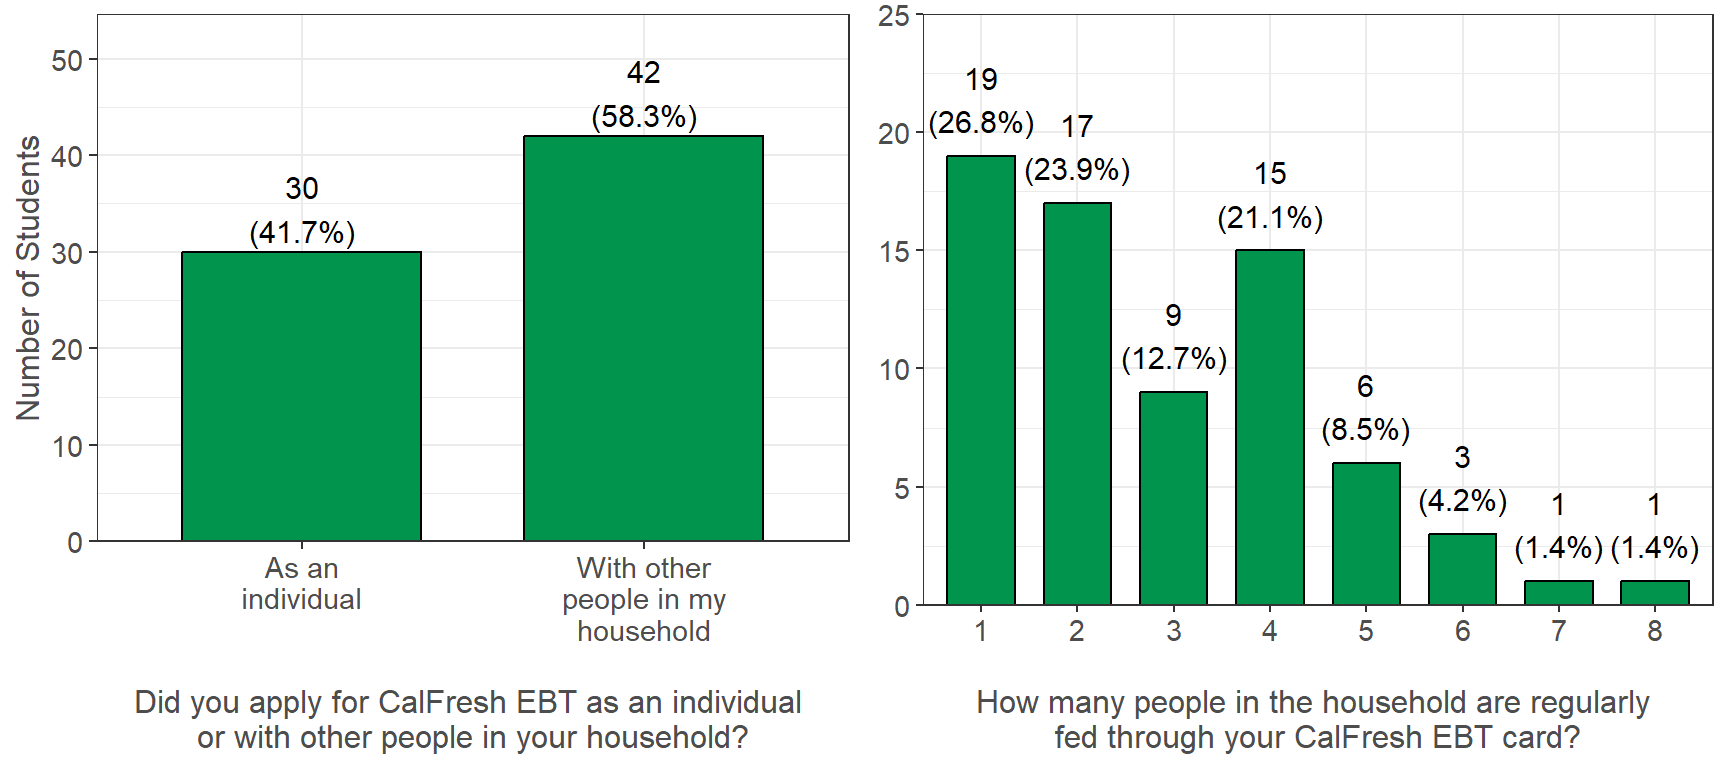 Number of Students
50
40
30
20
10
0
30
(41.7%)
42
(58.3%)
As an
individual
With other
people in my
household
Did you apply for CalFresh EBT as an individual
or with other people in your household?
25
20
15
10
5
0
19
(26.8%)
17
(23.9%)
9
(12.7%)
15
(21.1%)
6
(8.5%)
3
(4.2%)
1
(1.4%)
1
(1.4%)
1 2 3 4 5 6 7 8
How many people in the household are regularly
fed through your CalFresh EBT card?